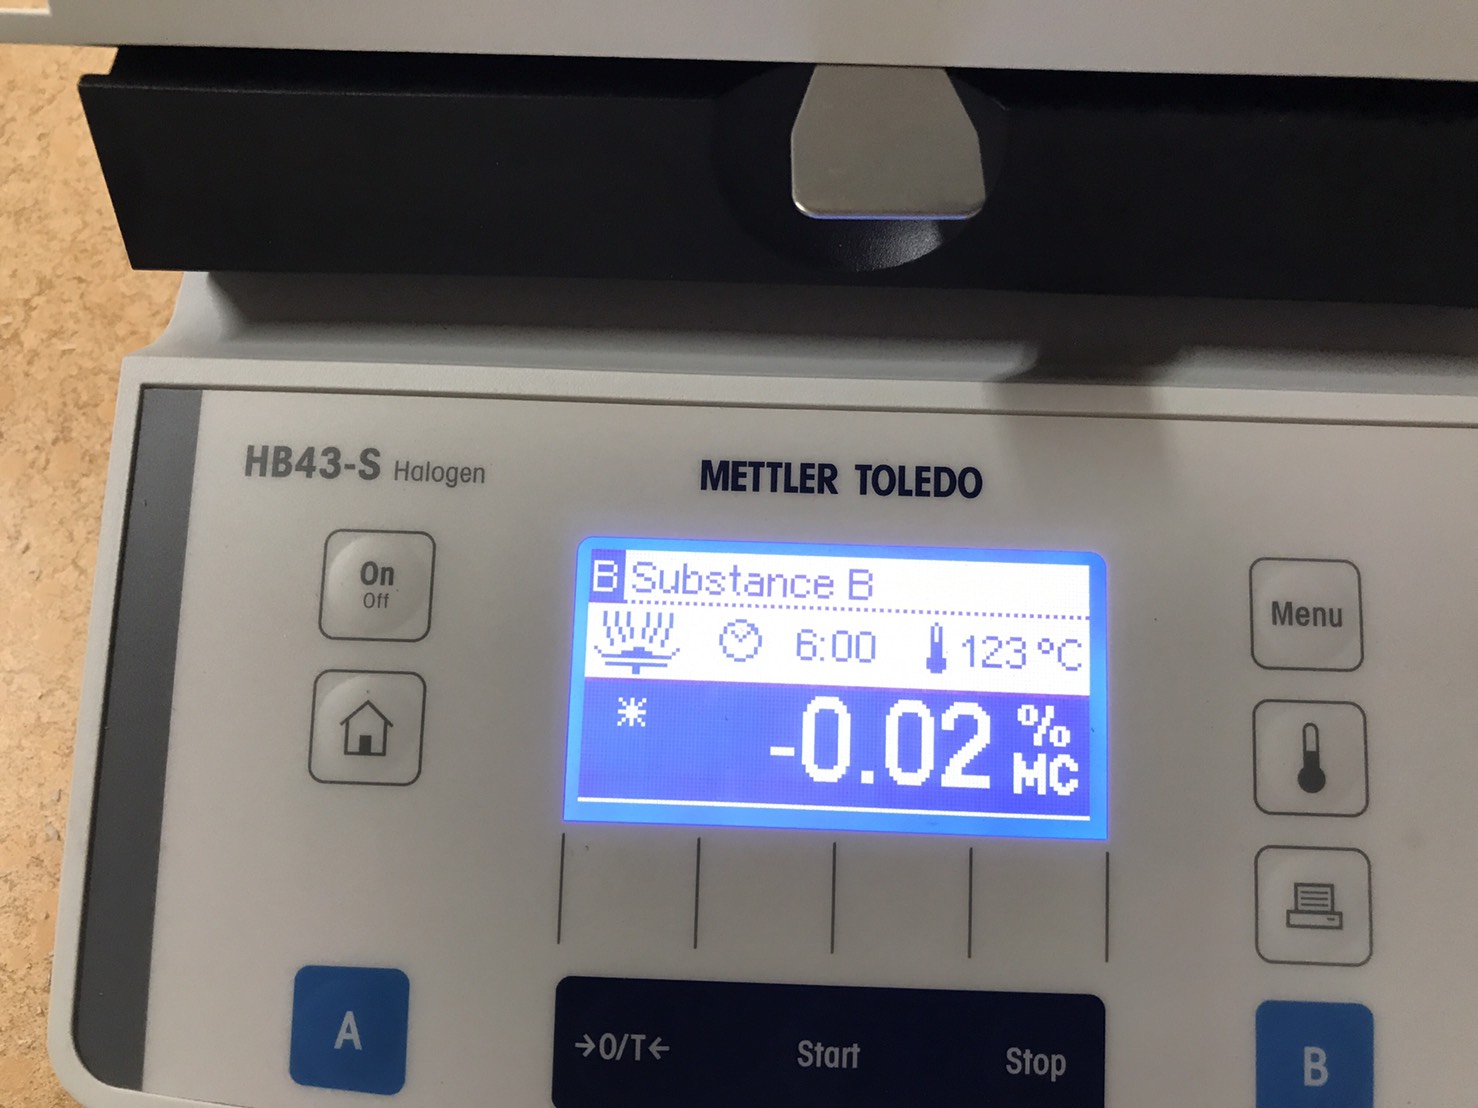 HB43-S Halogen
METTLER TOLEDO
On
Off
B Substance B
6:00 123 °C
* -0.02 % MC
Menu
A
→0/T←
Start
Stop
B